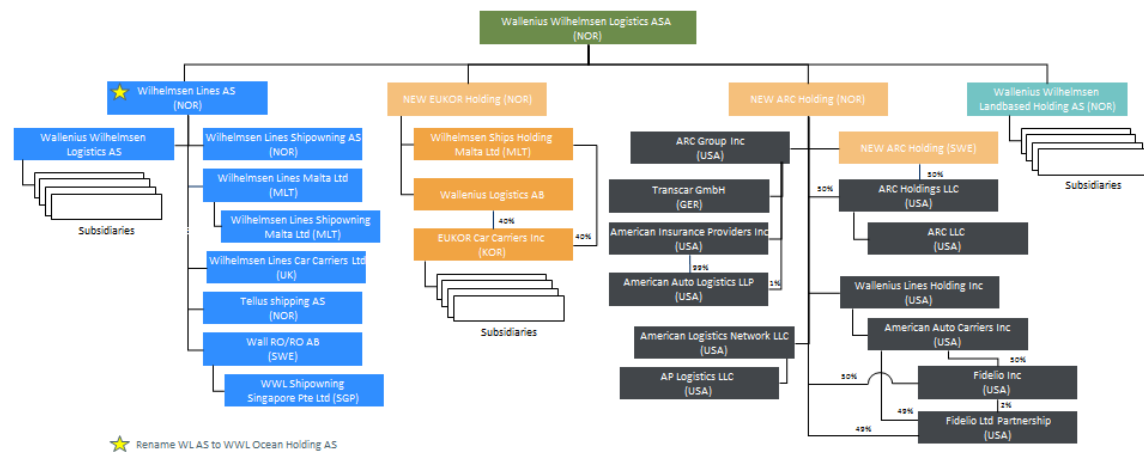 Wallenius Wilhelmsen Logistics ASA
(NOR)
Wilhelmsen Lines AS
(NOR)
NEW EUKOR Holding (NOR)
NEW ARC Holding (NOR)
Wallenius Wilhelmsen
Landbased Holding AS (NOR)
Wallenius Wilhelmsen
Logistics AS
Subsidiaries
Wilhelmsen Lines Shipowning AS
(NOR)
Wilhelmsen Lines Malta Ltd
(MLT)
Wilhelmsen Lines Shipowning
Malta Ltd (MLT)
Wilhelmsen Lines Car Carriers Ltd
(UK)
Tellus shipping AS
(NOR)
Wall RO/RO AB
(SWE)
WWL Shipowning
Singapore Pte Ltd (SGP)
Wilhelmsen Ships Holding
Malta Ltd (MLT)
Wallenius Logistics AB
40%
EUKOR Car Carriers Inc
(KOR)
40%
Subsidiaries
ARC Group Inc
(USA)
Transcar GmbH
(GER)
American Insurance Providers Inc
(USA)
99%
American Auto Logistics LLP
(USA)
1%
American Logistics Network LLC
(USA)
AP Logistics LLC
(USA)
NEW ARC Holding (SWE)
50%
50%
ARC Holdings LLC
(USA)
ARC LLC
(USA)
Wallenius Lines Holding Inc
(USA)
American Auto Carriers Inc
(USA)
50%
50%
Fidelio Inc
(USA)
2%
49%
49%
Fidelio Ltd Partnership
(USA)
Subsidiaries
Rename WL AS to WWL Ocean Holding AS